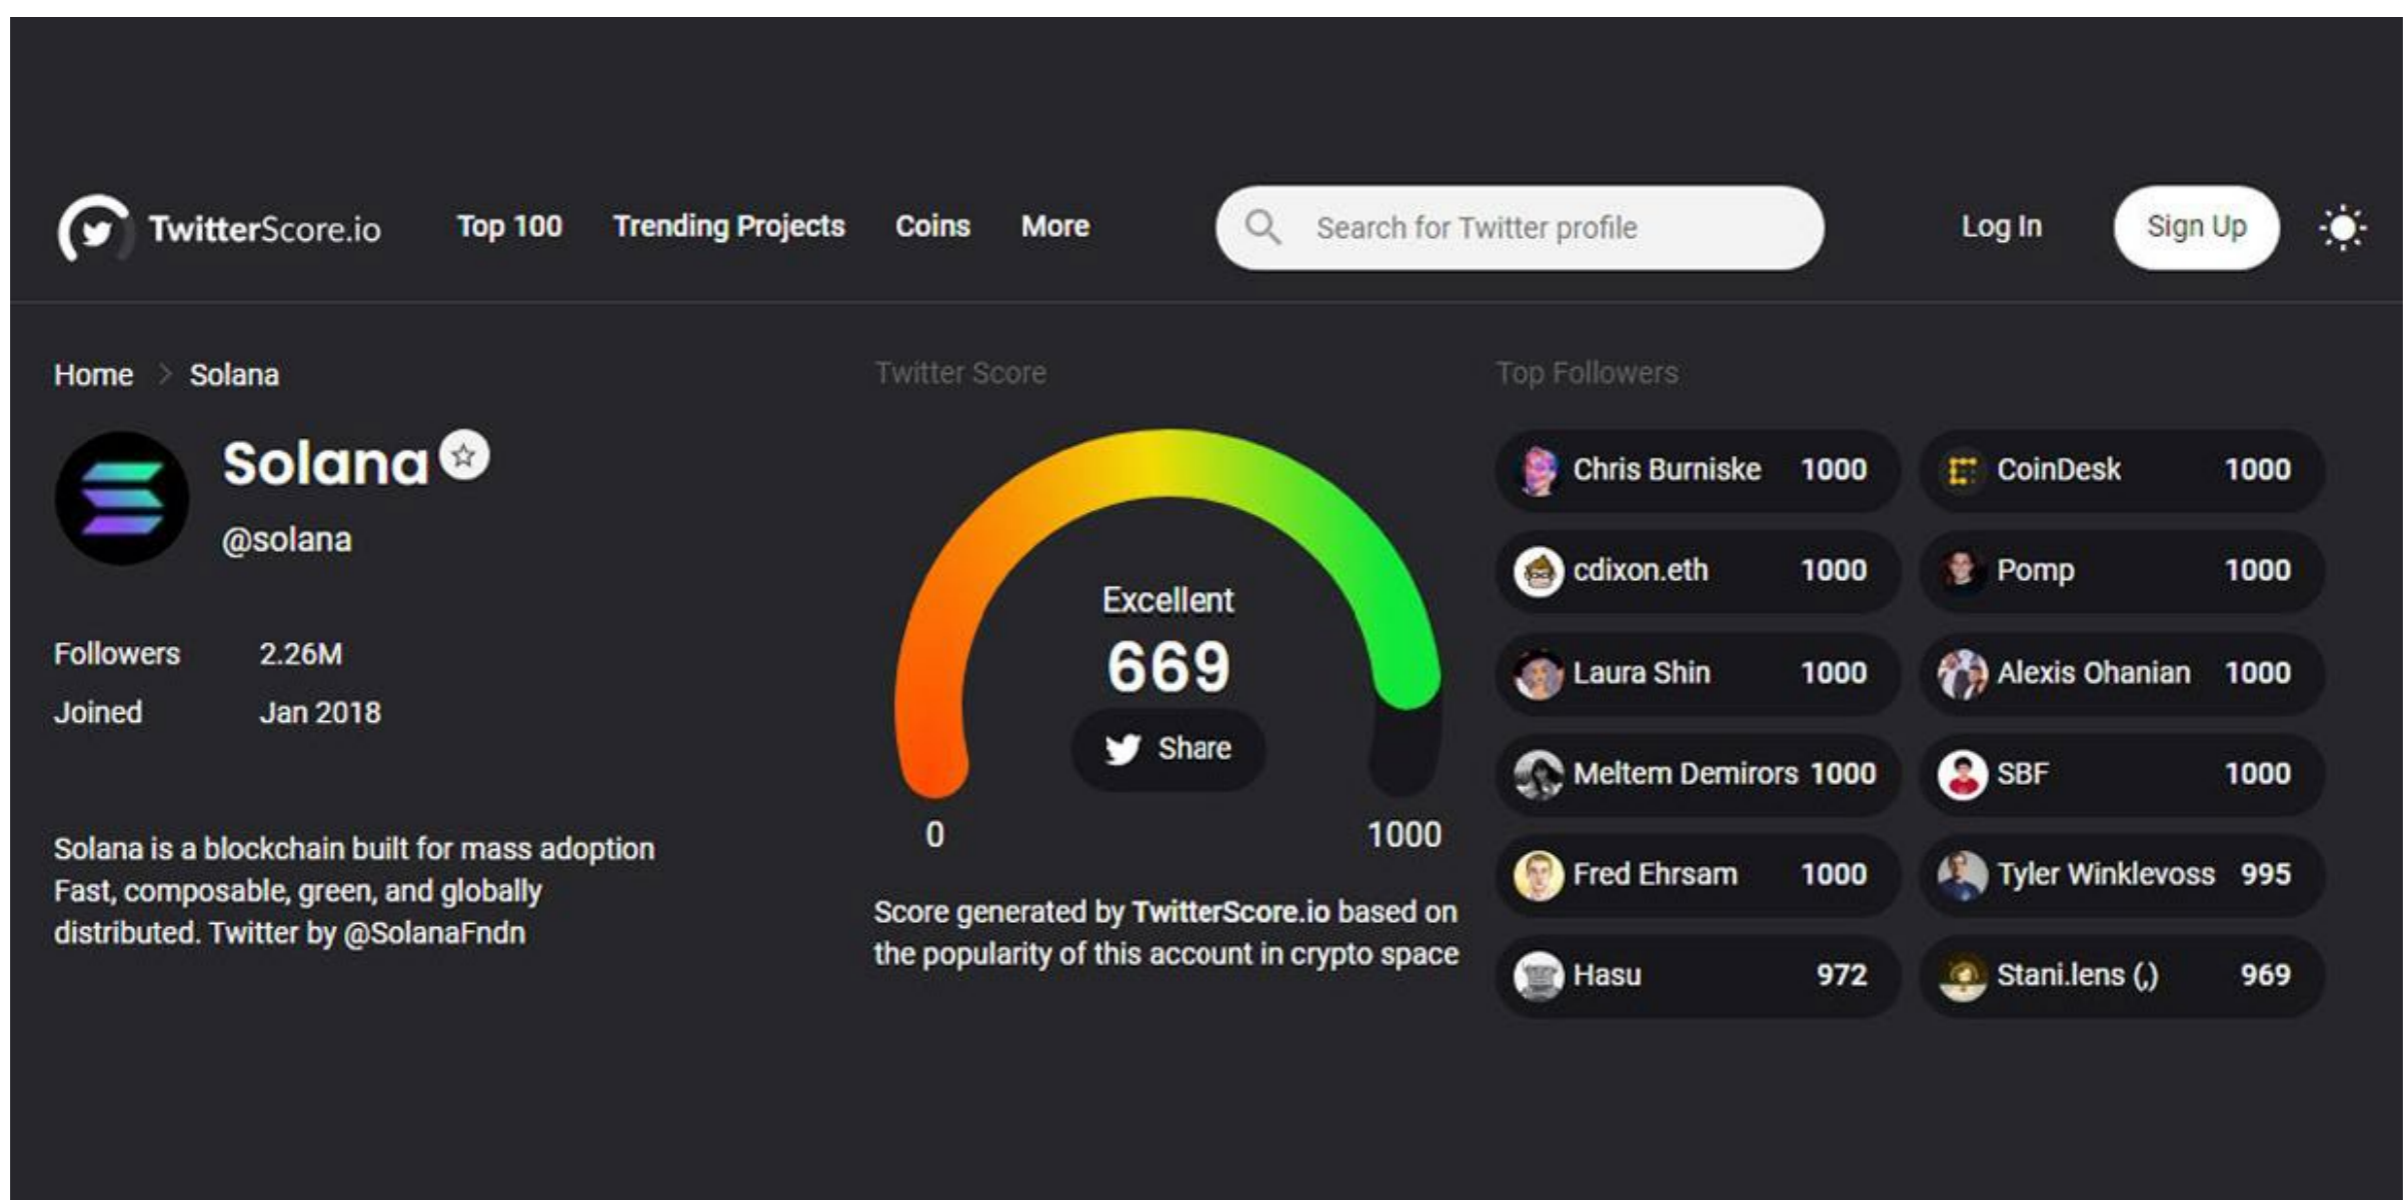 TwitterScore.io Top 100 Trending Projects Coins More Search for Twitter profile Log In Sign Up
Home > Solana
Solana
@solana
Followers 2.26M
Joined Jan 2018
Solana is a blockchain built for mass adoption
Fast, composable, green, and globally
distributed. Twitter by @SolanaFndn
Twitter Score
Excellent
669
Share
0 1000
Score generated by TwitterScore.io based on
the popularity of this account in crypto space
Top Followers
Chris Burniske 1000 CoinDesk 1000
cdixon.eth 1000 Pomp 1000
Laura Shin 1000 Alexis Ohanian 1000
Meltem Demirors 1000 SBF 1000
Fred Ehrsam 1000 Tyler Winklevoss 995
Hasu 972 Stani.lens (,) 969